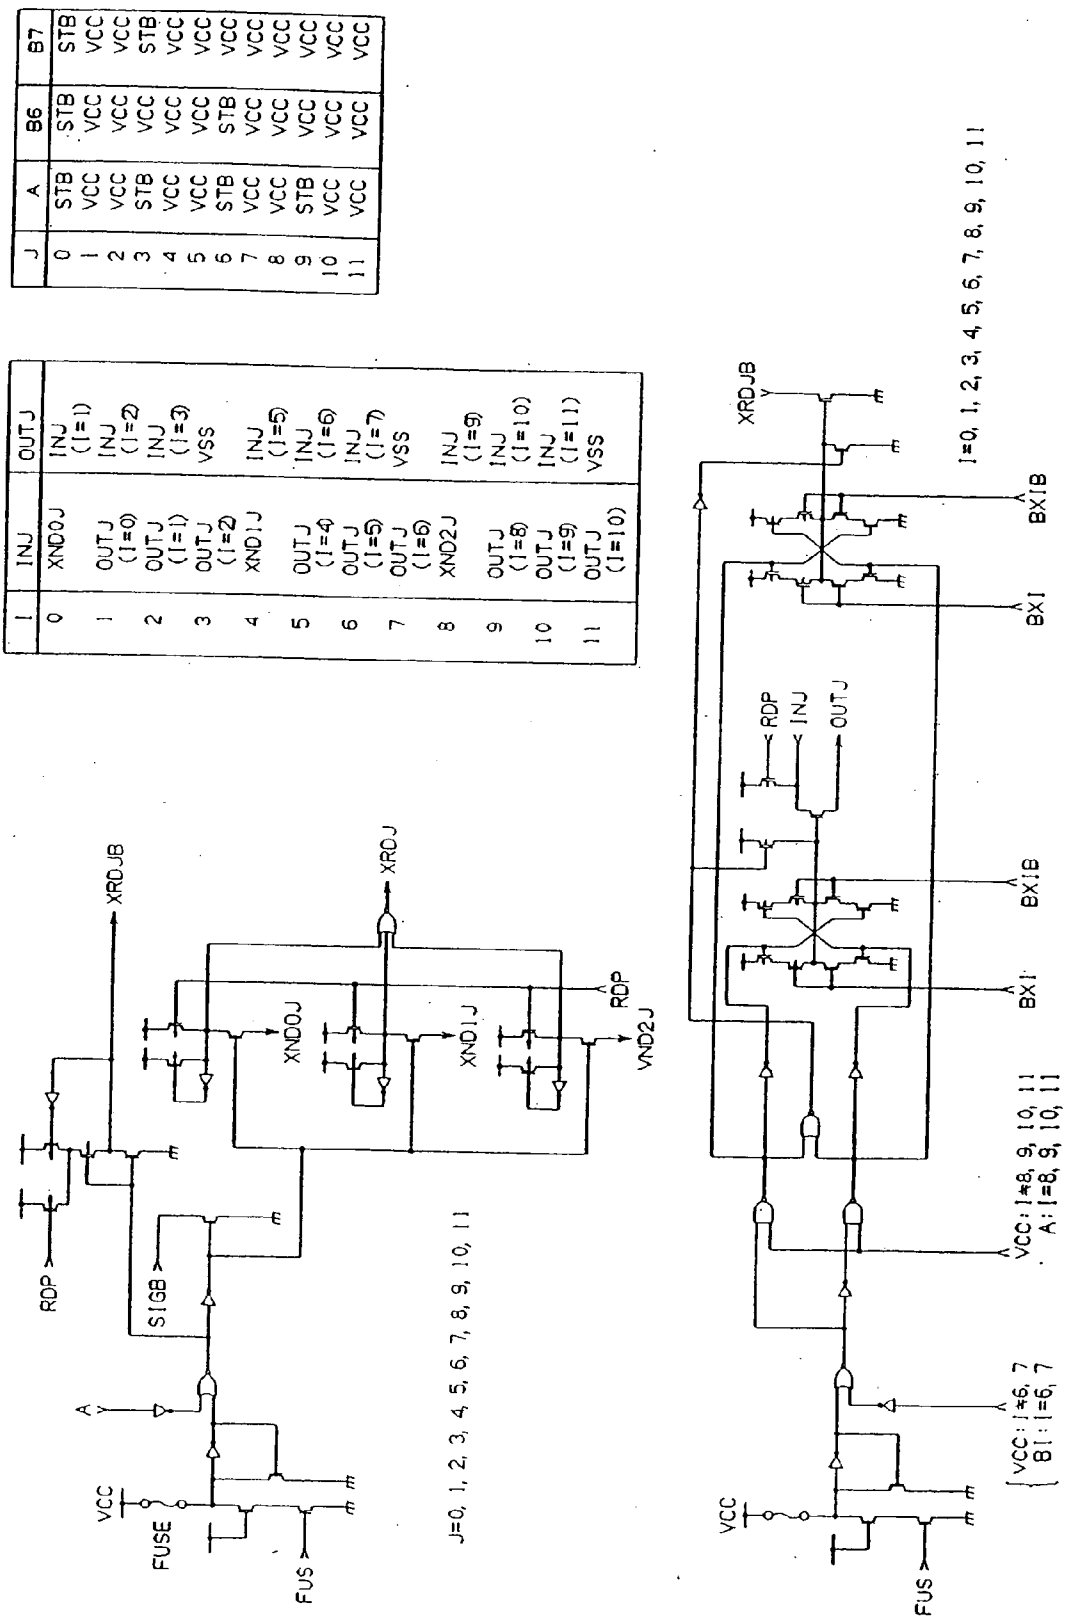 J A B6 B7
0 STB STB STB
1 VCC VCC VCC
2 VCC VCC VCC
3 STB VCC STB
4 VCC VCC VCC
5 VCC VCC VCC
6 STB STB VCC
7 VCC VCC VCC
8 VCC VCC VCC
9 STB VCC VCC
10 VCC VCC VCC
11 VCC VCC VCC
I INJ OUTJ
0 XND0J INJ
(I=1)
1 OUTJ INJ
(I=0) (I=2)
2 OUTJ INJ
(I=1) (I=3)
3 OUTJ VSS
(I=2)
4 XND1J INJ
(I=5)
5 OUTJ INJ
(I=4) (I=6)
6 OUTJ INJ
(I=5) (I=7)
7 OUTJ VSS
(I=6)
8 XND2J INJ
(I=9)
9 OUTJ INJ
(I=8) (I=10)
10 OUTJ INJ
(I=9) (I=11)
11 OUTJ VSS
(I=10)
RDP
XRDJB
A
SIGB
VCC
FUSE
FUS
XND0J
XND1J
VND2J
RDP
XRDJ
J=0, 1, 2, 3, 4, 5, 6, 7, 8, 9, 10, 11
VCC
FUS
VCC: I≠6, 7
BI: I=6, 7
VCC: I≠8, 9, 10, 11
A: I=8, 9, 10, 11
BXI
BXIB
RDP
INJ
OUTJ
BXI
BXIB
XRDJB
I=0, 1, 2, 3, 4, 5, 6, 7, 8, 9, 10, 11